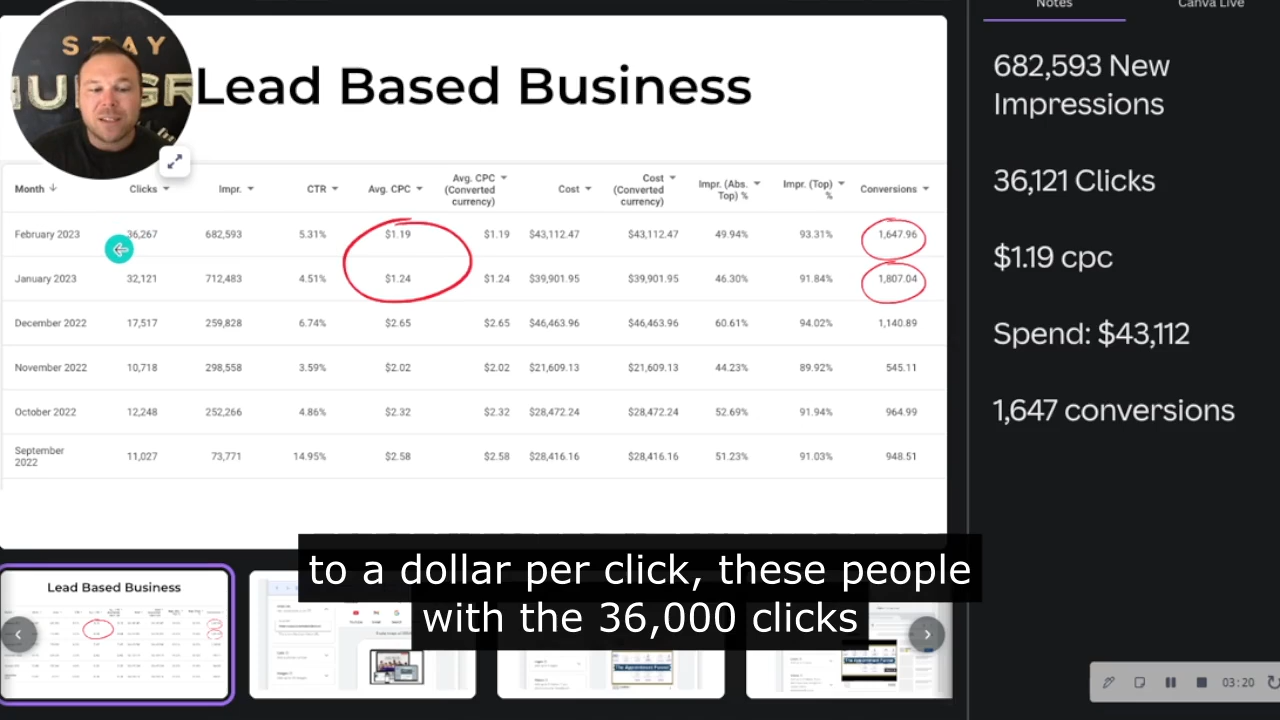 Notes
Canva Live
STAY
HUNGR
Lead Based Business
Month Clicks Impr. CTR Avg. CPC Avg. CPC (Converted currency) Cost Cost (Converted currency) Impr. (Abs. Top) % Impr. (Top) % Conversions
February 2023 36,267 682,593 5.31% $1.19 $1.19 $43,112.47 $43,112.47 49.94% 93.31% 1,647.96
January 2023 32,121 712,483 4.51% $1.24 $1.24 $39,901.95 $39,901.95 46.30% 91.84% 1,807.04
December 2022 17,517 259,828 6.74% $2.65 $2.65 $46,463.96 $46,463.96 60.61% 94.02% 1,140.89
November 2022 10,718 298,558 3.59% $2.02 $2.02 $21,609.13 $21,609.13 44.23% 89.92% 545.11
October 2022 12,248 252,266 4.86% $2.32 $2.32 $28,472.24 $28,472.24 52.69% 91.94% 964.99
September 2022 11,027 73,771 14.95% $2.58 $2.58 $28,416.16 $28,416.16 51.23% 91.03% 948.51
682,593 New
Impressions
36,121 Clicks
$1.19 cpc
Spend: $43,112
1,647 conversions
to a dollar per click, these people
with the 36,000 clicks
Lead Based Business
The Appointment Funnel
The Appointment Funnel
03:20